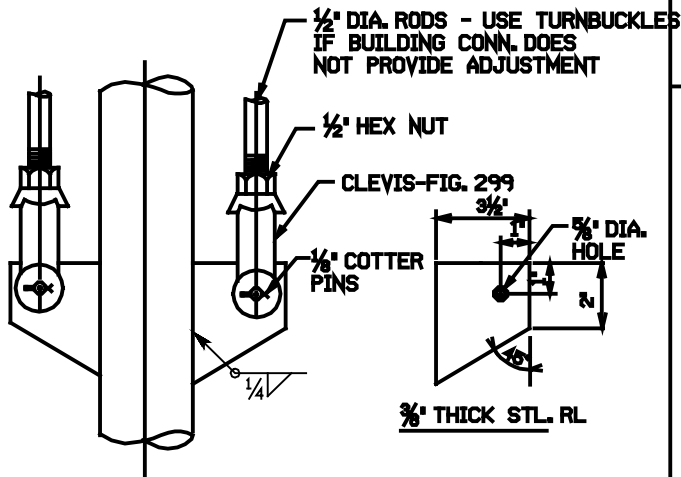 ½" DIA. RODS - USE TURNBUCKLES
IF BUILDING CONN. DOES
NOT PROVIDE ADJUSTMENT
½" HEX NUT
CLEVIS-FIG. 299
3½"
1"
⅝" DIA.
HOLE
⅛" COTTER
PINS
1"
2"
45°
1/4
⅜" THICK STL. RL